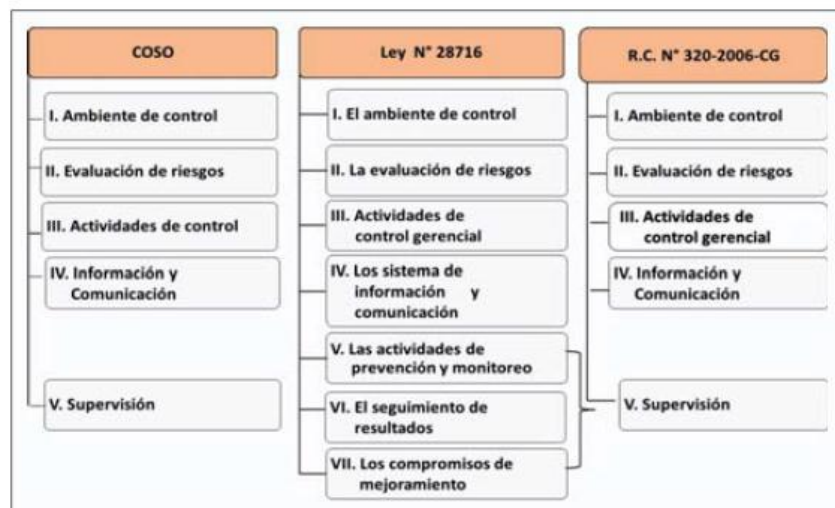 COSO
I. Ambiente de control
II. Evaluación de riesgos
III. Actividades de control
IV. Información y
Comunicación
V. Supervisión
Ley N° 28716
I. El ambiente de control
II. La evaluación de riesgos
III. Actividades de
control gerencial
IV. Los sistema de
información y
comunicación
V. Las actividades de
prevención y monitoreo
VI. El seguimiento de
resultados
VII. Los compromisos de
mejoramiento
R.C. N° 320-2006-CG
I. Ambiente de control
II. Evaluación de riesgos
III. Actividades de
control gerencial
IV. Información y
Comunicación
V. Supervisión